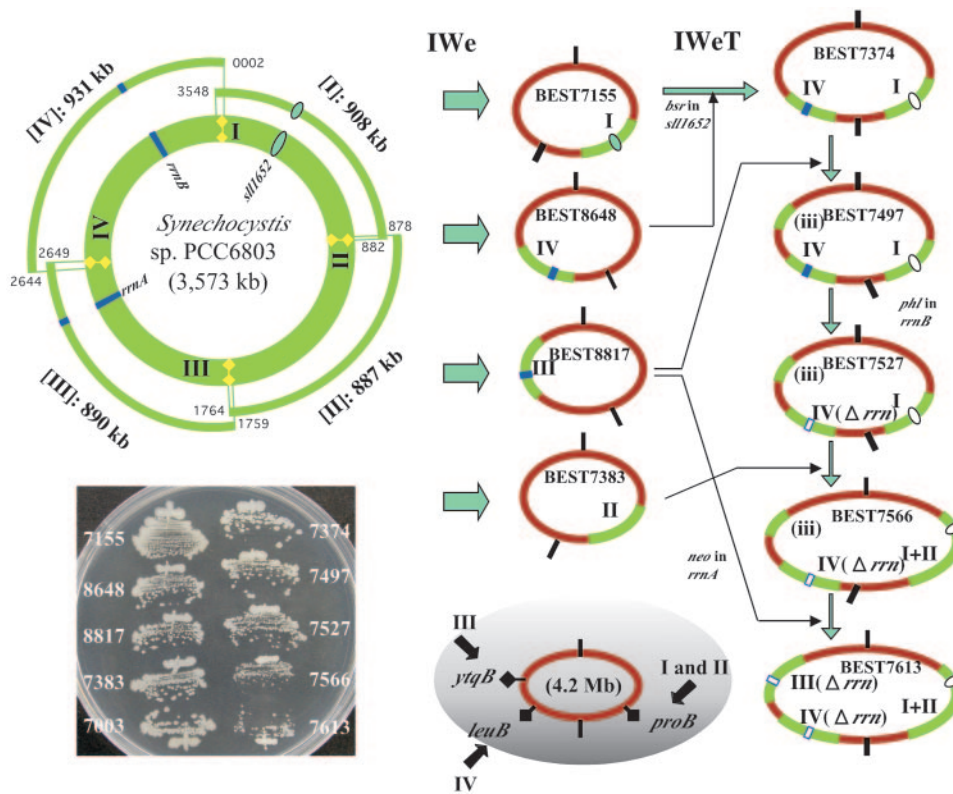 IWe
IWeT
[IV]: 931 kb
0002
3548
[I]: 908 kb
I
rrnB
sll1652
Synechocystis
sp. PCC6803
(3,573 kb)
IV
II
878
882
2649
2644
rrnA
III
1764
1759
[III]: 890 kb
[II]: 887 kb
BEST7155
I
bsr in
sll1652
BEST7374
IV
I
BEST8648
IV
BEST7497
(iii)
IV
I
phl in
rrnB
BEST8817
III
BEST7527
(iii)
IV(Δ rrn)
I
BEST7383
II
BEST7566
(iii)
IV(Δ rrn)
I+II
neo in
rrnA
BEST7613
III(Δ rrn)
I+II
IV(Δ rrn)
III
ytqB
(4.2 Mb)
I and II
proB
leuB
IV
7155
7374
8648
7497
8817
7527
7383
7566
7003
7613